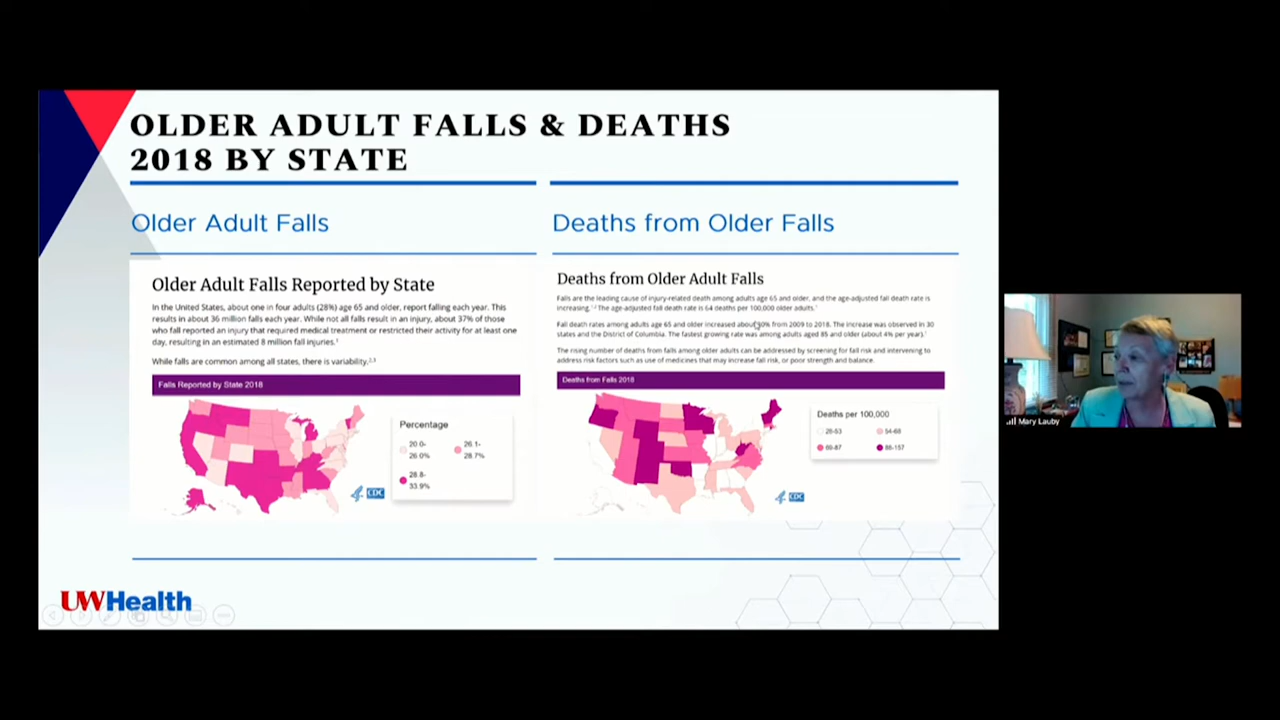 OLDER ADULT FALLS & DEATHS
2018 BY STATE
Older Adult Falls
Older Adult Falls Reported by State
In the United States, about one in four adults (28%) age 65 and older, report falling each year. This
results in about 36 million falls each year. While not all falls result in an injury, about 37% of those
who fall reported an injury that required medical treatment or restricted their activity for at least one
day, resulting in an estimated 8 million fall injuries.
While falls are common among all states, there is variability.
Falls Reported by State 2018
Percentage
20.0-
26.0%
26.1-
28.7%
28.8-
33.9%
CDC
Deaths from Older Falls
Deaths from Older Adult Falls
Falls are the leading cause of injury-related death among adults age 65 and older, and the age-adjusted fall death rate is
increasing. The age-adjusted fall death rate is 64 deaths per 100,000 older adults.
Fall death rates among adults age 65 and older increased about 30% from 2009 to 2018. The increase was observed in 30
states and the District of Columbia. The fastest growing rate was among adults aged 85 and older (about 4% per year).
The rising number of deaths from falls among older adults can be addressed by screening for fall risk and intervening to
address risk factors such as use of medicines that may increase fall risk, or poor strength and balance.
Deaths from Falls 2018
Deaths per 100,000
54-68
CDC
UWHealth
Mary Lauby